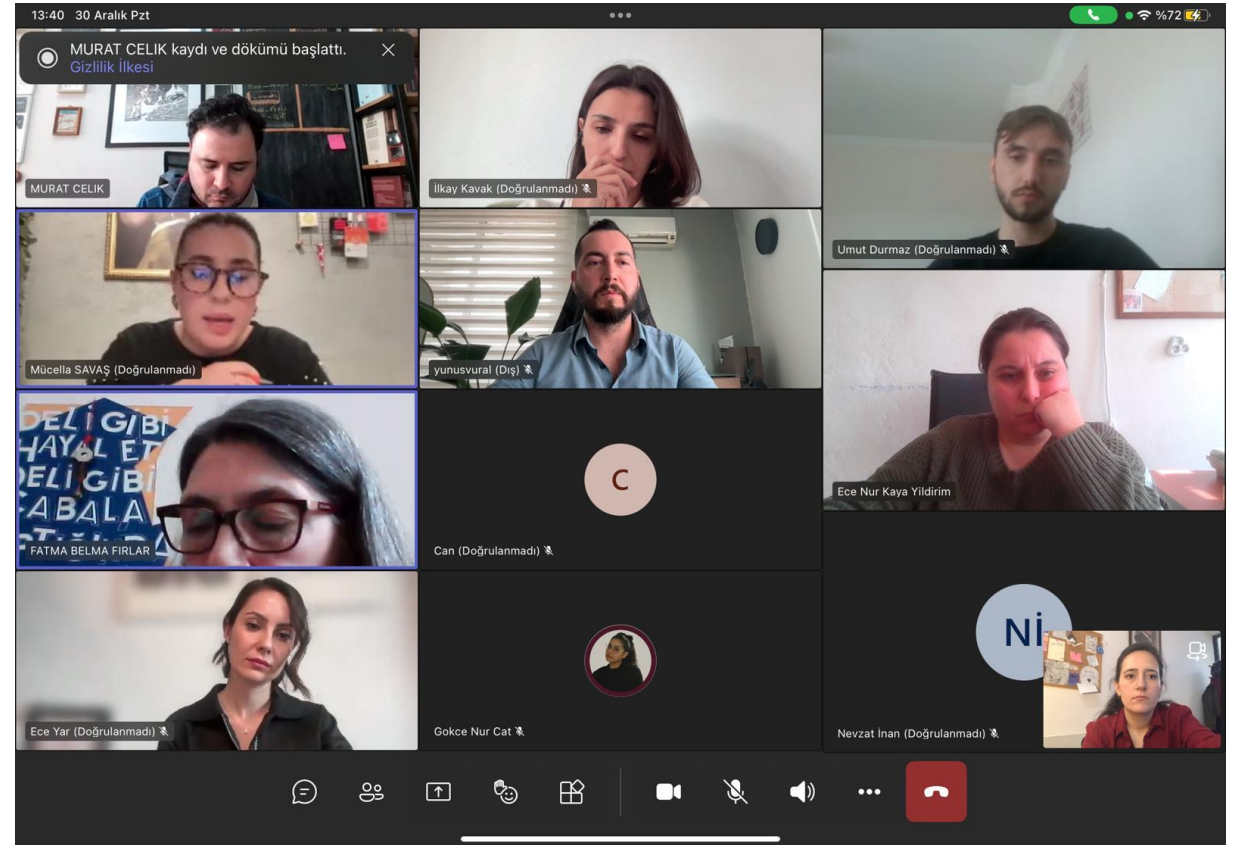 13:40 30 Aralık Pzt
%72
MURAT CELIK kaydı ve dökümü başlattı.
Gizlilik İlkesi
MURAT CELIK
İlkay Kavak (Doğrulanmadı)
Umut Durmaz (Doğrulanmadı)
Mücella SAVAŞ (Doğrulanmadı)
yunusvural (Dış)
DELİ GİBİ
HAYAL ET
DELİ GİBİ
ÇABALA
FATMA BELMA FIRLAR
C
Can (Doğrulanmadı)
Ece Nur Kaya Yildirim
Ece Yar (Doğrulanmadı)
Gokce Nur Cat
Nİ
Nevzat İnan (Doğrulanmadı)